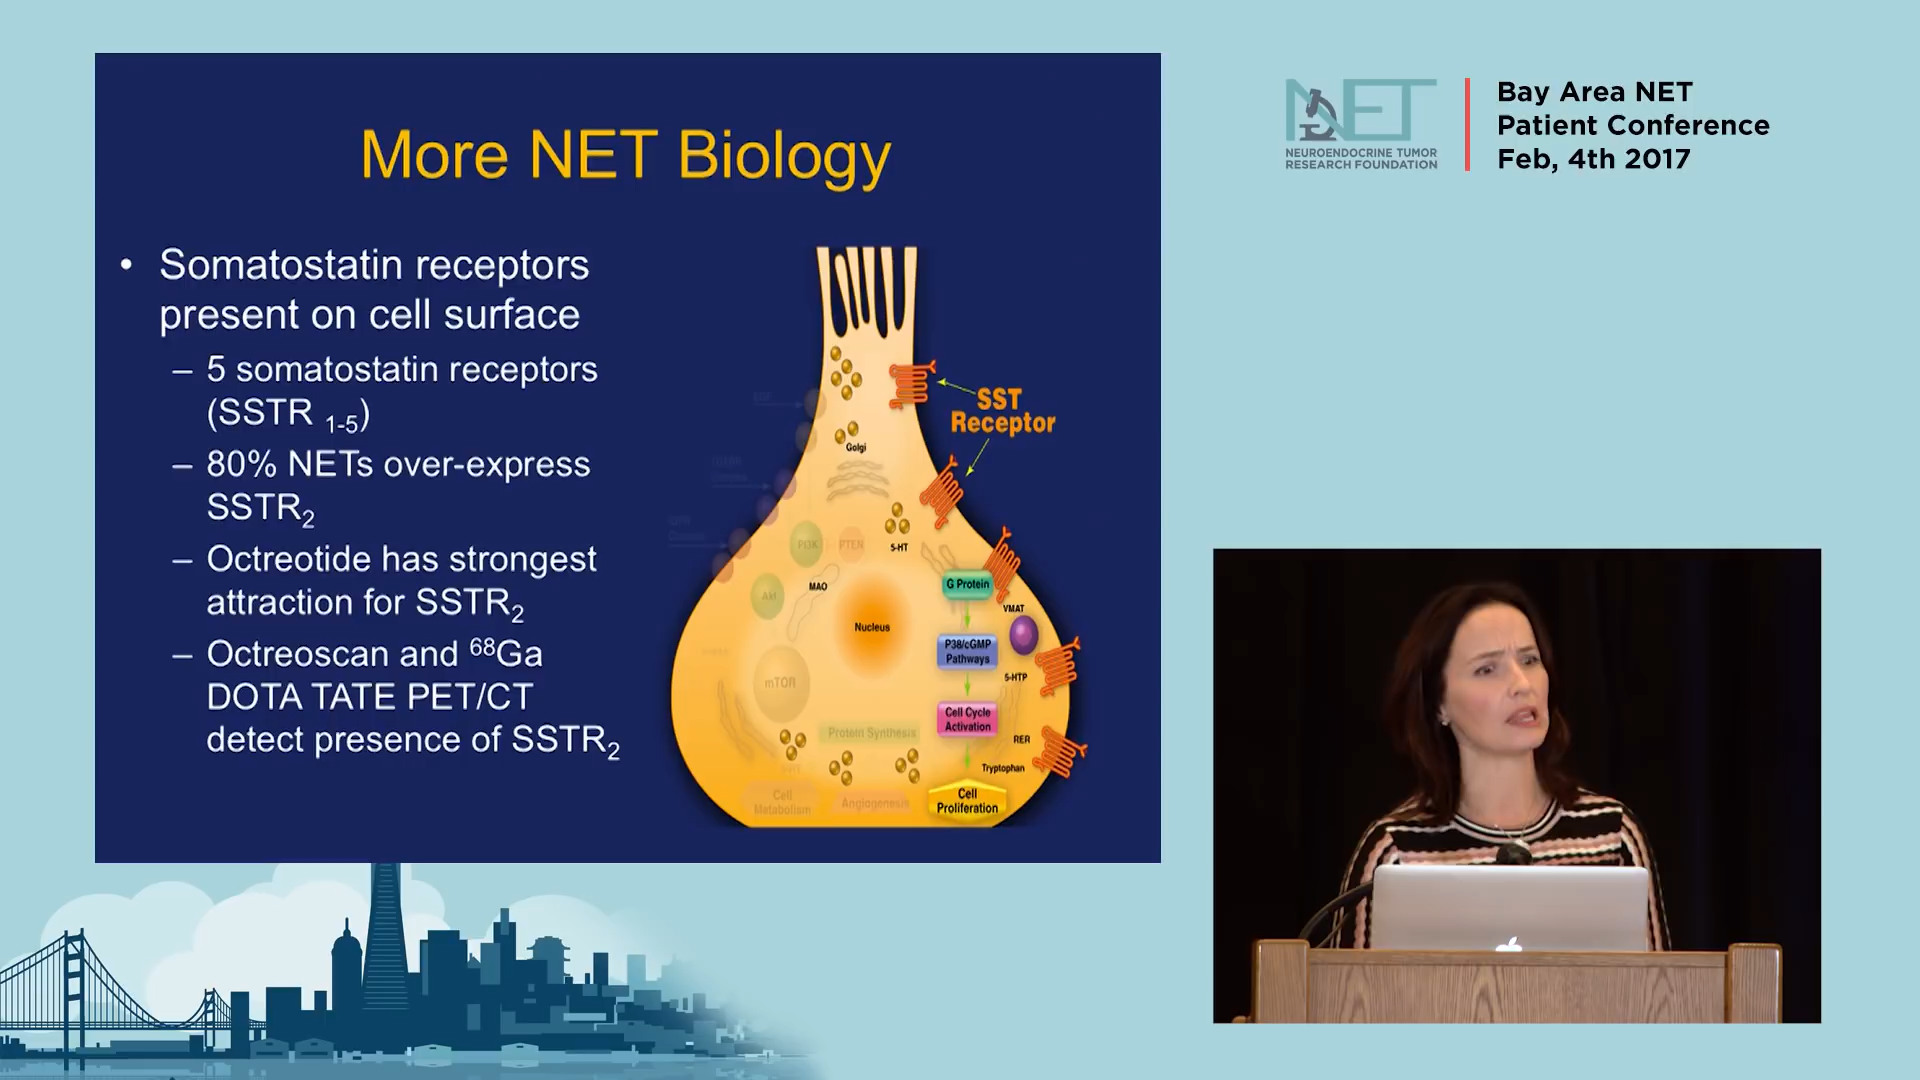 More NET Biology
• Somatostatin receptors
present on cell surface
– 5 somatostatin receptors
(SSTR 1-5)
– 80% NETs over-express
SSTR2
– Octreotide has strongest
attraction for SSTR2
– Octreoscan and 68Ga
DOTA TATE PET/CT
detect presence of SSTR2
SST
Receptor
Golgi
5-HT
PI3K
PTEN
MAO
Akt
G Protein
VMAT
Nucleus
P38/cGMP
Pathways
5-HTP
mTOR
Cell Cycle
Activation
Protein Synthesis
RER
Tryptophan
Cell
Metabolism
Angiogenesis
Cell
Proliferation
NET
NEUROENDOCRINE TUMOR
RESEARCH FOUNDATION
Bay Area NET
Patient Conference
Feb, 4th 2017